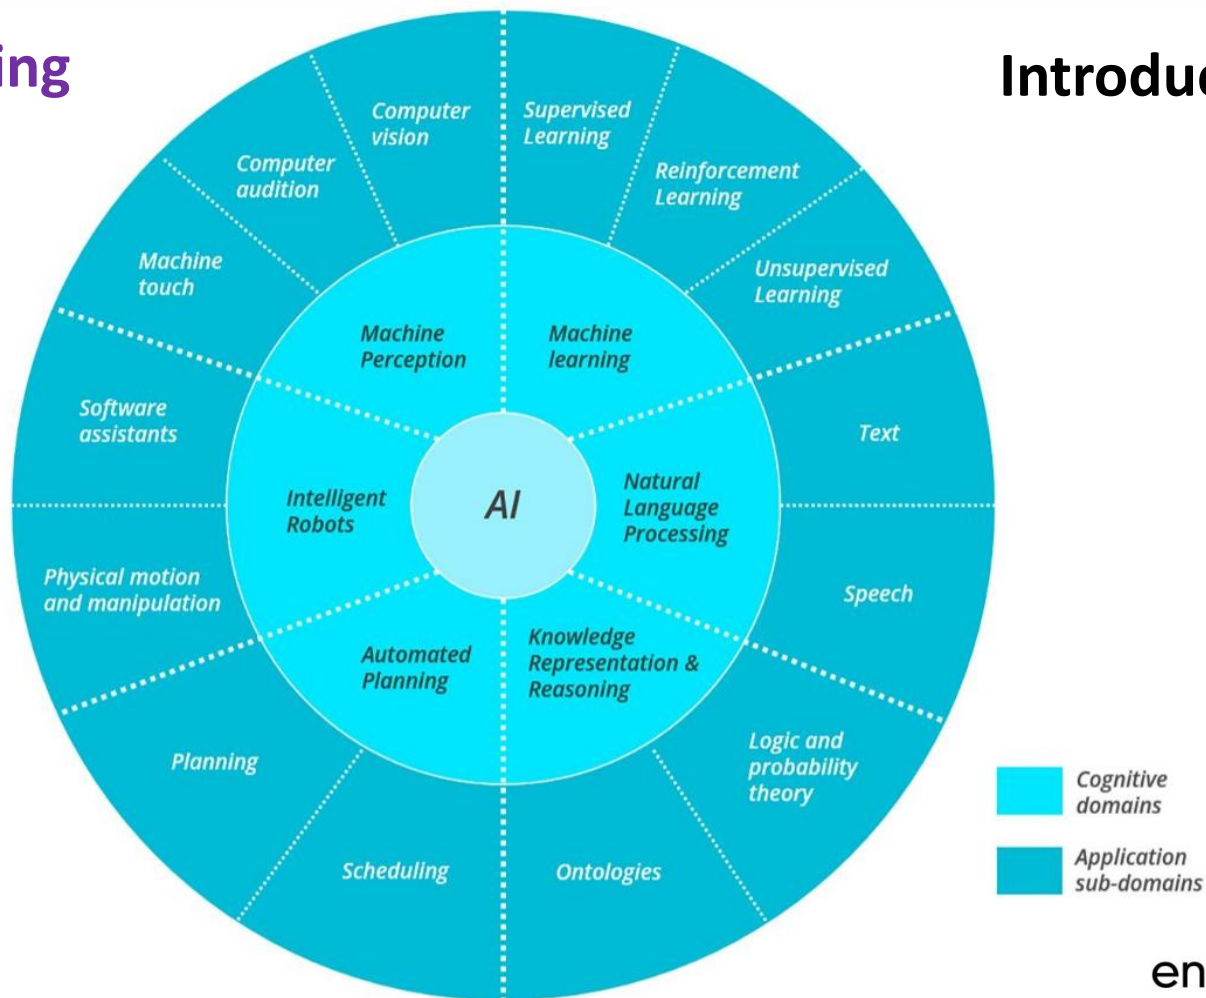 ing
Introduc
Computer
vision
Supervised
Learning
Computer
audition
Reinforcement
Learning
Machine
touch
Unsupervised
Learning
Machine
Perception
Machine
learning
Software
assistants
Text
Intelligent
Robots
AI
Natural
Language
Processing
Physical motion
and manipulation
Speech
Automated
Planning
Knowledge
Representation &
Reasoning
Planning
Logic and
probability
theory
Scheduling
Ontologies
Cognitive
domains
Application
sub-domains
en